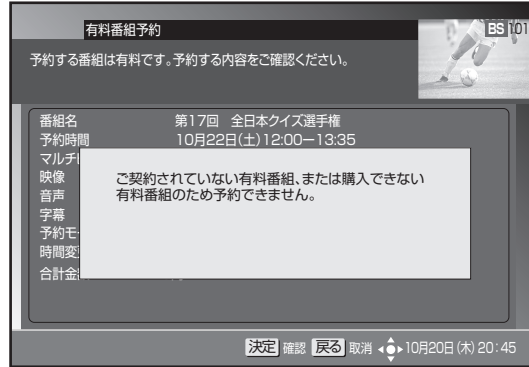 有料番組予約
BS 101
予約する番組は有料です。予約する内容をご確認ください。
番組名 第17回 全日本クイズ選手権
予約時間 10月22日(土)12:00－13:35
マルチ
映像
音声
字幕
予約モ
時間変
合計金
ご契約されていない有料番組、または購入できない
有料番組のため予約できません。
決定 確認 戻る 取消 10月20日(木)20:45